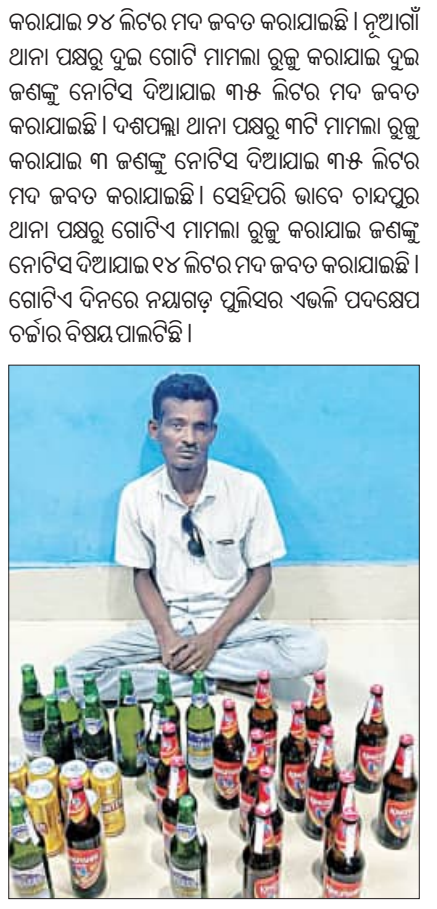 କରାଯାଇ ୨୪ ଲିଟର ମଦ ଜବତ କରାଯାଇଛି । ନୂଆଗାଁ
ଥାନା ପକ୍ଷରୁ ଦୁଇ ଗୋଟି ମାମଲା ରୁଜୁ କରାଯାଇ ଦୁଇ
ଜଣଙ୍କୁ ନୋଟିସ ଦିଆଯାଇ ୩୫ ଲିଟର ମଦ ଜବତ
କରାଯାଇଛି । ଦଶପଲ୍ଲା ଥାନା ପକ୍ଷରୁ ୩ଟି ମାମଲା ରୁଜୁ
କରାଯାଇ ୩ ଜଣଙ୍କୁ ନୋଟିସ ଦିଆଯାଇ ୩୫ ଲିଟର
ମଦ ଜବତ କରାଯାଇଛି । ସେହିପରି ଭାବେ ଚାନ୍ଦପୁର
ଥାନା ପକ୍ଷରୁ ଗୋଟିଏ ମାମଲା ରୁଜୁ କରାଯାଇ ଜଣଙ୍କୁ
ନୋଟିସ ଦିଆଯାଇ ୧୪ ଲିଟର ମଦ ଜବତ କରାଯାଇଛି ।
ଗୋଟିଏ ଦିନରେ ନୟାଗଡ଼ ପୁଲିସର ଏଭଳି ପଦକ୍ଷେପ
ଚର୍ଚ୍ଚାର ବିଷୟ ପାଲଟିଛି ।